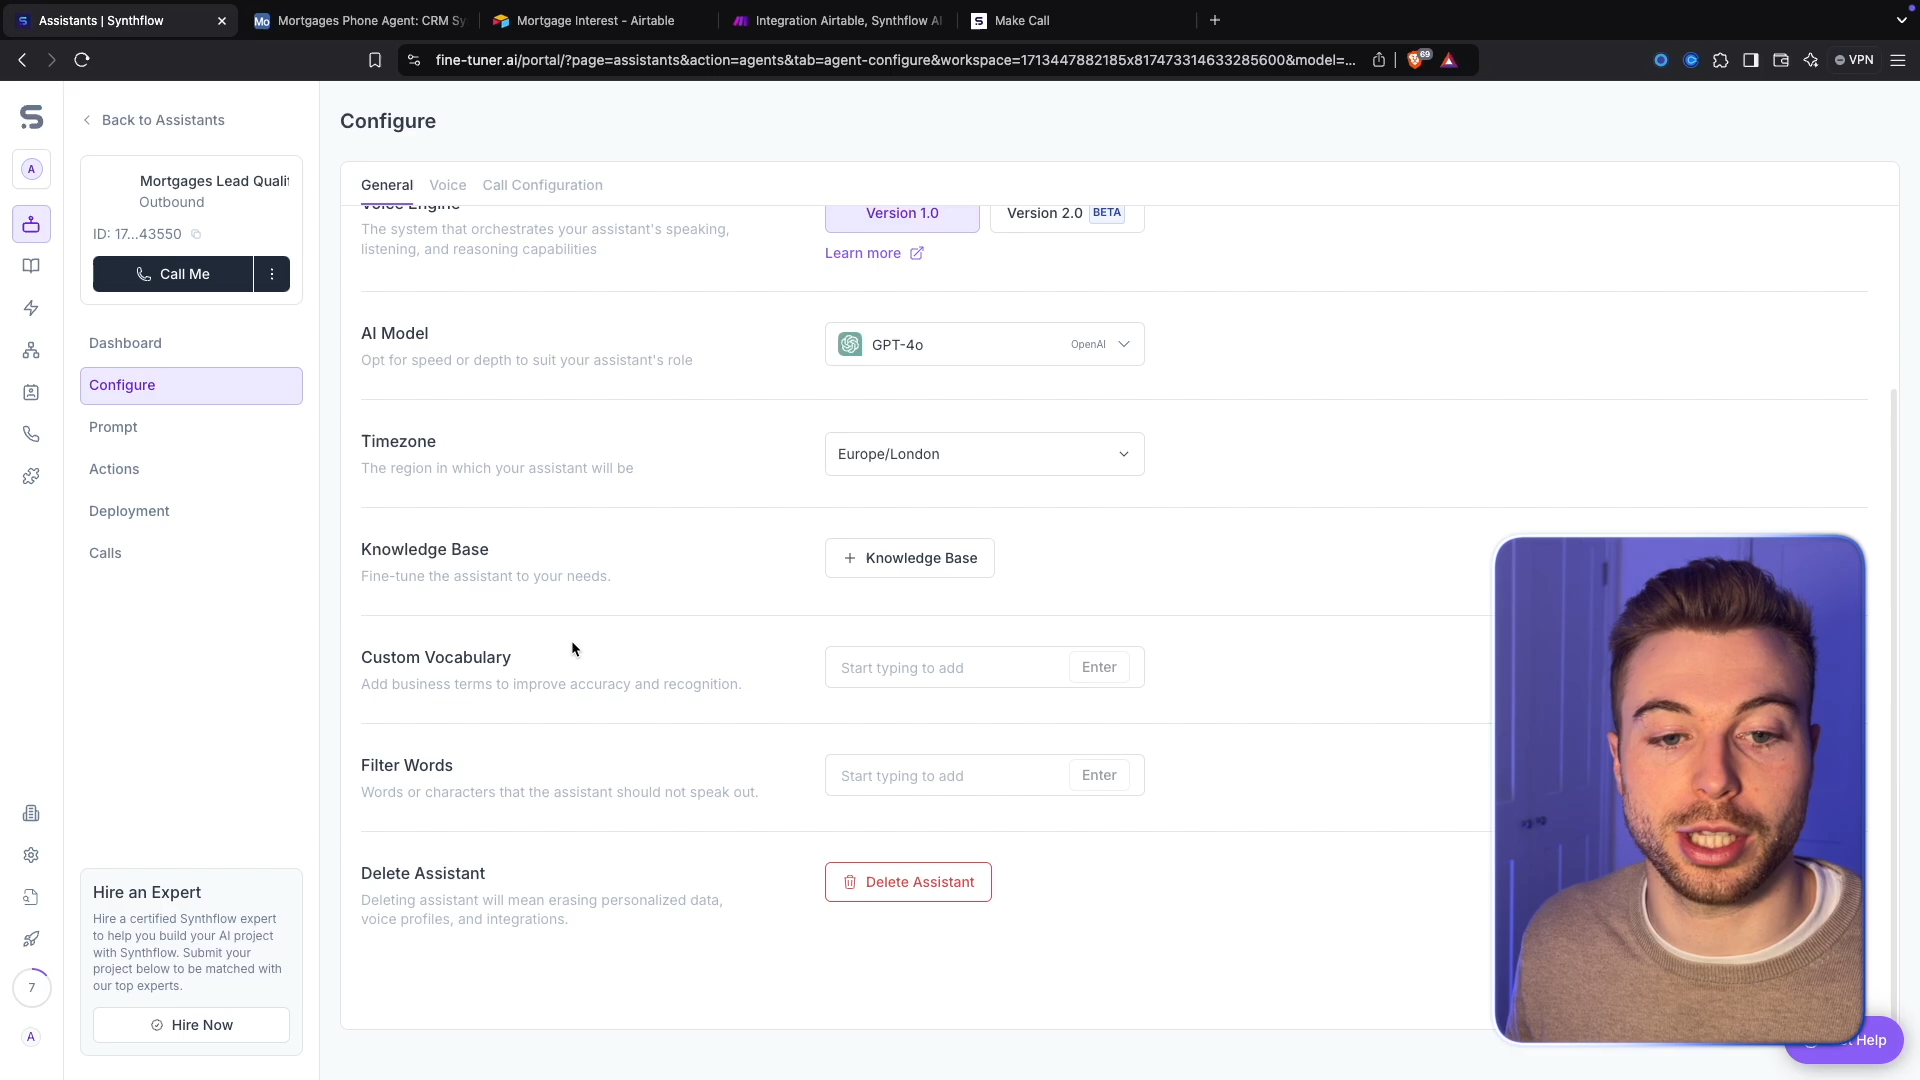 Assistants | Synthflow
Mortgages Phone Agent: CRM Sy
Mortgage Interest - Airtable
Integration Airtable, Synthflow AI
Make Call
fine-tuner.ai/portal/?page=assistants&action=agents&tab=agent-configure&workspace=1713447882185x817473314633285600&model=...
69
VPN
Back to Assistants
Configure
A
Mortgages Lead Qualif
Outbound
ID: 17...43550
Call Me
General
Voice
Call Configuration
Voice Engine
The system that orchestrates your assistant's speaking,
listening, and reasoning capabilities
Version 1.0
Version 2.0 BETA
Learn more
Dashboard
Configure
Prompt
Actions
Deployment
Calls
AI Model
Opt for speed or depth to suit your assistant's role
GPT-4o
OpenAI
Timezone
The region in which your assistant will be
Europe/London
Knowledge Base
Fine-tune the assistant to your needs.
+ Knowledge Base
Custom Vocabulary
Add business terms to improve accuracy and recognition.
Start typing to add
Enter
Filter Words
Words or characters that the assistant should not speak out.
Start typing to add
Enter
Delete Assistant
Deleting assistant will mean erasing personalized data,
voice profiles, and integrations.
Delete Assistant
Hire an Expert
Hire a certified Synthflow expert
to help you build your AI project
with Synthflow. Submit your
project below to be matched with
our top experts.
Hire Now
7
A
Help